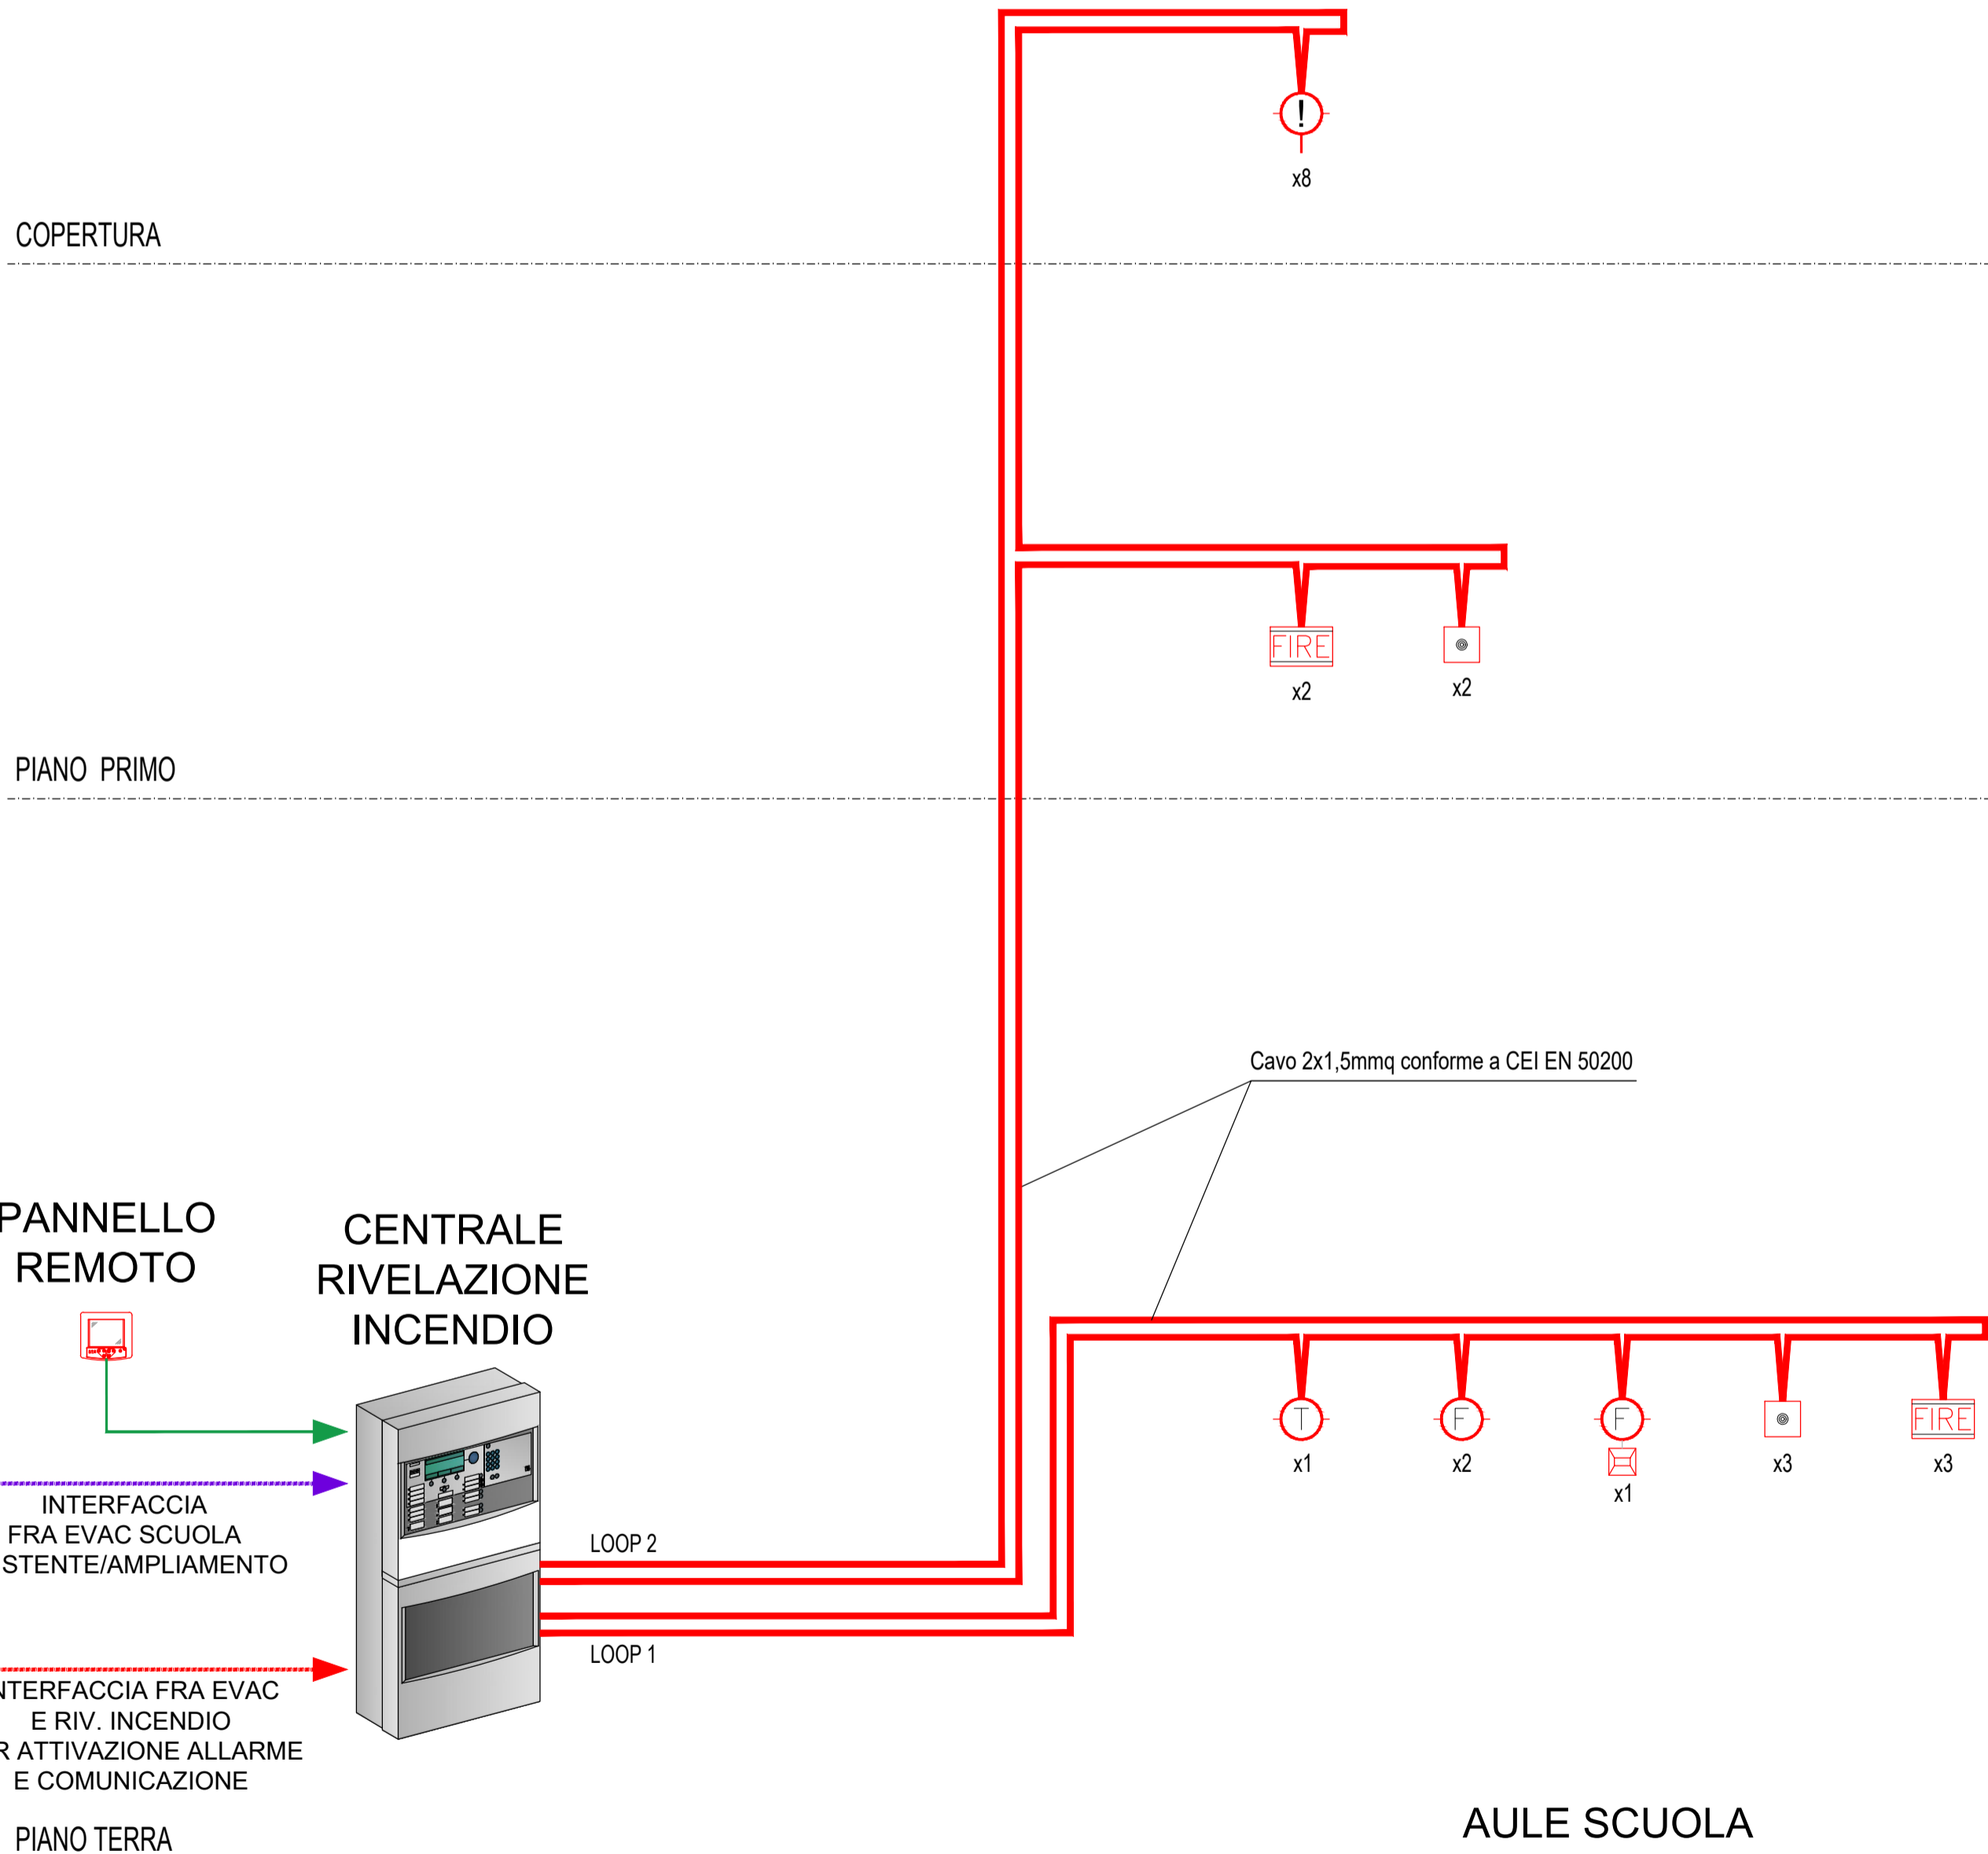 !
x8
COPERTURA
FIRE
x2
x2
PIANO PRIMO
Cavo 2x1,5mmq conforme a CEI EN 50200
PANNELLO
REMOTO
CENTRALE
RIVELAZIONE
INCENDIO
T
F
F
FIRE
x1
x2
x1
x3
x3
INTERFACCIA
FRA EVAC SCUOLA
STENTE/AMPLIAMENTO
LOOP 2
LOOP 1
NTERFACCIA FRA EVAC
E RIV. INCENDIO
R ATTIVAZIONE ALLARME
E COMUNICAZIONE
PIANO TERRA
AULE SCUOLA